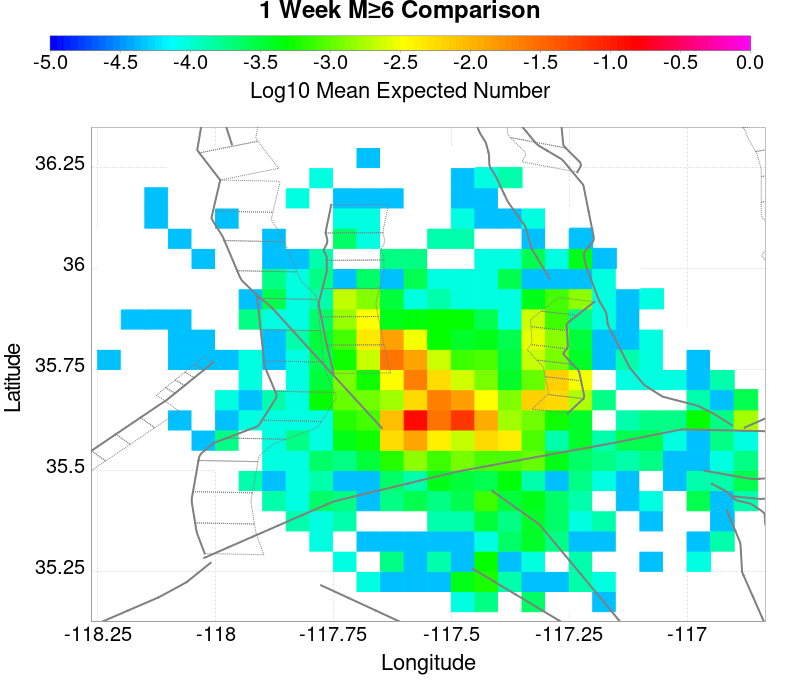 1 Week M≥6 Comparison
-5.0 -4.5 -4.0 -3.5 -3.0 -2.5 -2.0 -1.5 -1.0 -0.5 0.0
Log10 Mean Expected Number
36.25
36
35.75
35.5
35.25
Latitude
-118.25 -118 -117.75 -117.5 -117.25 -117
Longitude